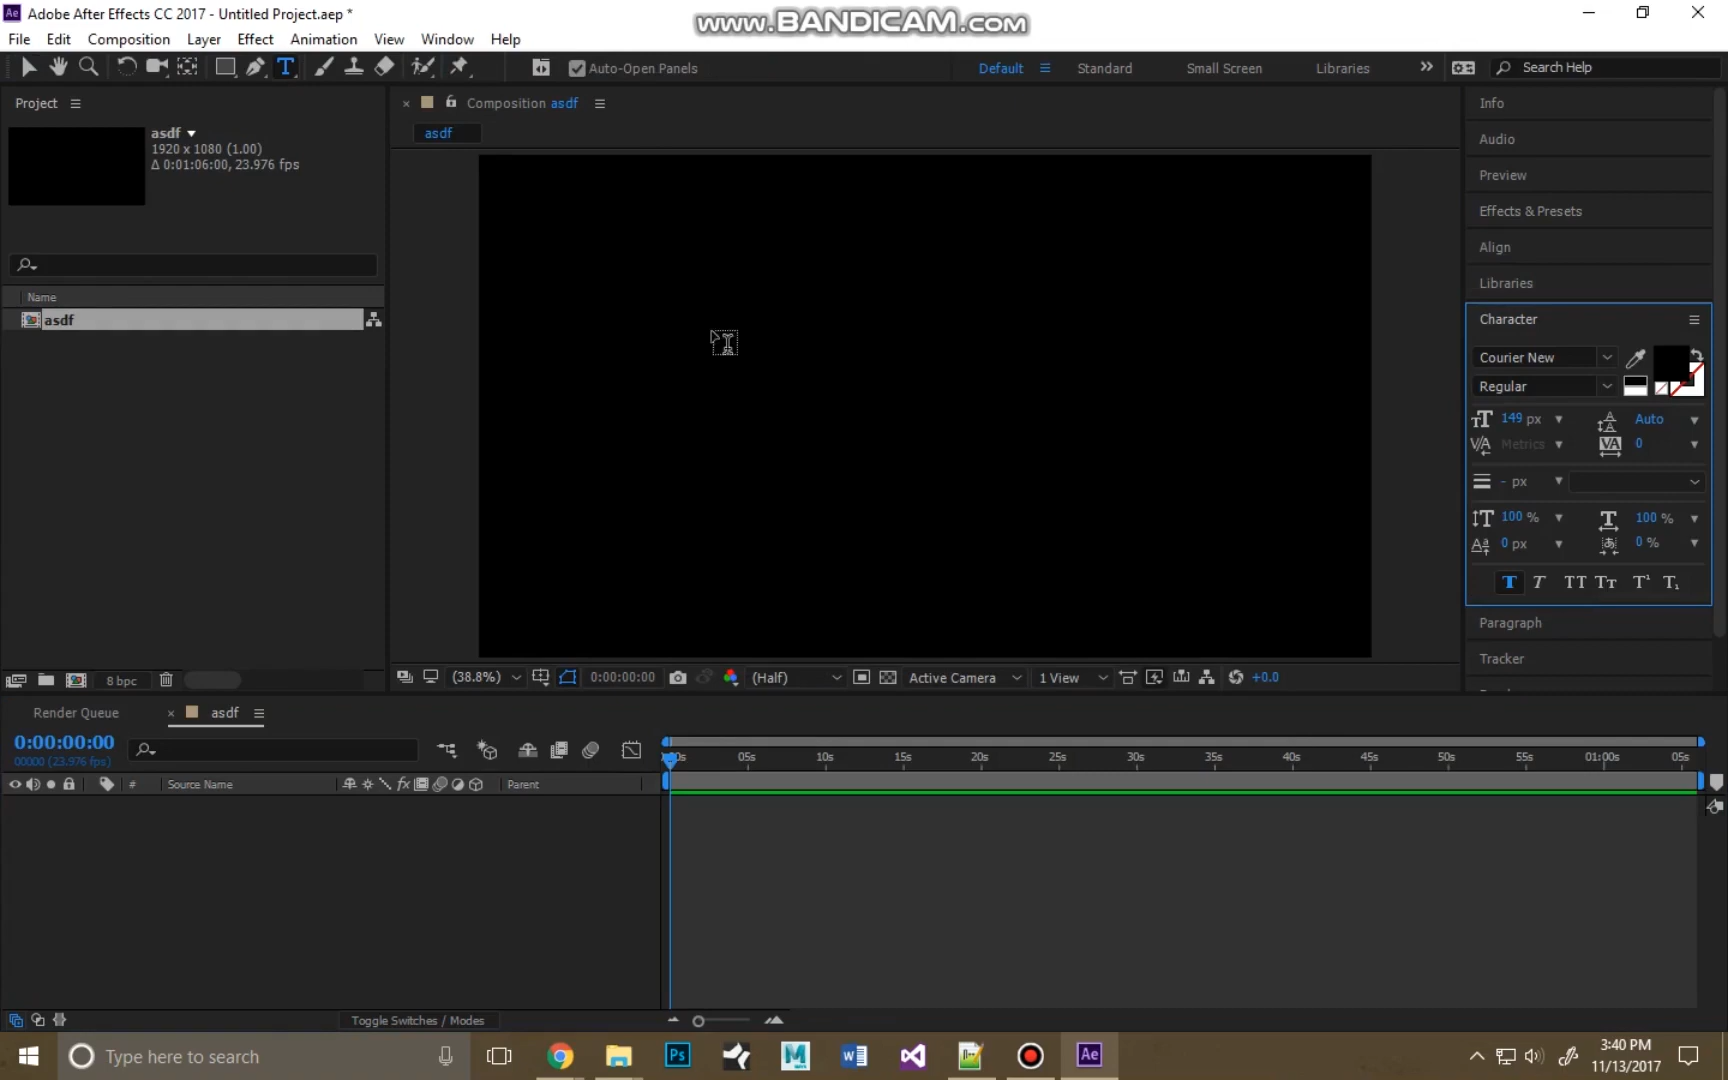 Adobe After Effects CC 2017 - Untitled Project.aep *
www.BANDICAM.com
File Edit Composition Layer Effect Animation View Window Help
Auto-Open Panels
Default Standard Small Screen Libraries
Search Help
Project
asdf
1920 x 1080 (1.00)
Δ 0:01:06:00, 23.976 fps
Name
asdf
Composition asdf
asdf
Info
Audio
Preview
Effects & Presets
Align
Libraries
Character
Courier New
Regular
149 px Auto
Metrics 0
- px
100 % 100 %
0 px 0 %
T T TT Tt T¹ T₁
Paragraph
Tracker
8 bpc
(38.8%) 0:00:00:00 (Half) Active Camera 1 View +0.0
Render Queue asdf
0:00:00:00
00000 (23.976 fps)
# Source Name Parent
05s 10s 15s 20s 25s 30s 35s 40s 45s 50s 55s 01:00s 05s
Toggle Switches / Modes
Type here to search
3:40 PM
11/13/2017